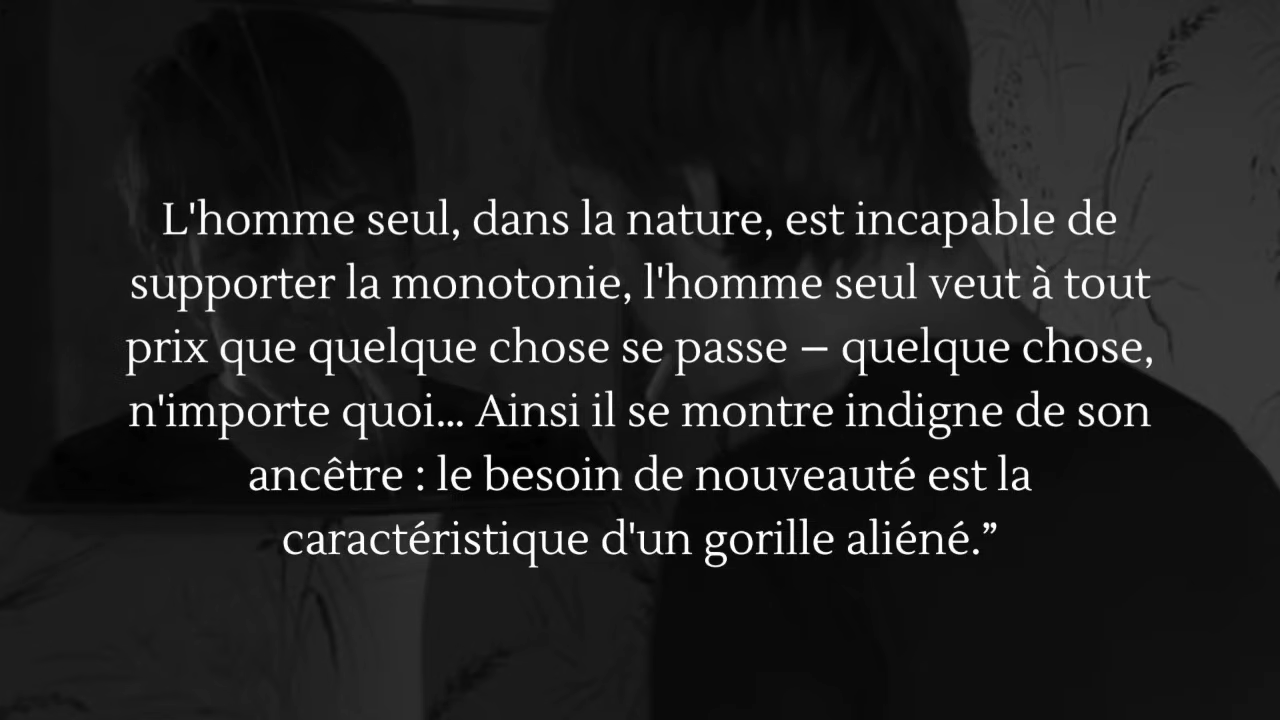 L'homme seul, dans la nature, est incapable de
supporter la monotonie, l'homme seul veut à tout
prix que quelque chose se passe – quelque chose,
n'importe quoi... Ainsi il se montre indigne de son
ancêtre : le besoin de nouveauté est la
caractéristique d'un gorille aliéné.”